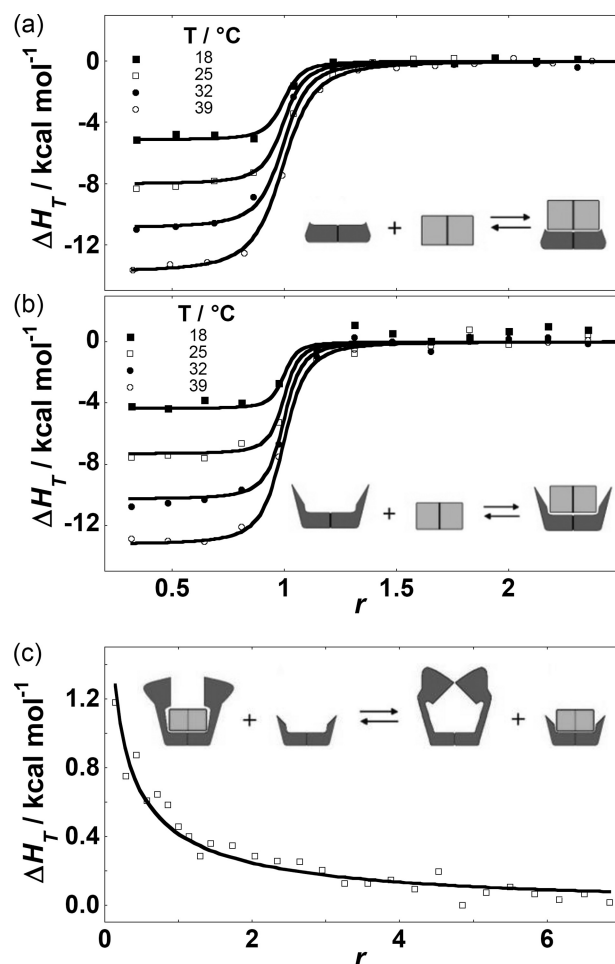 (a)
T / °C
18
25
32
39
0
-4
-8
-12
ΔH_T / kcal mol⁻¹
+
(b)
T / °C
18
25
32
39
0
-4
-8
-12
ΔH_T / kcal mol⁻¹
+
0.5 1 1.5 2
r
(c)
1.2
0.8
0.4
0.0
ΔH_T / kcal mol⁻¹
+ +
0 2 4 6
r